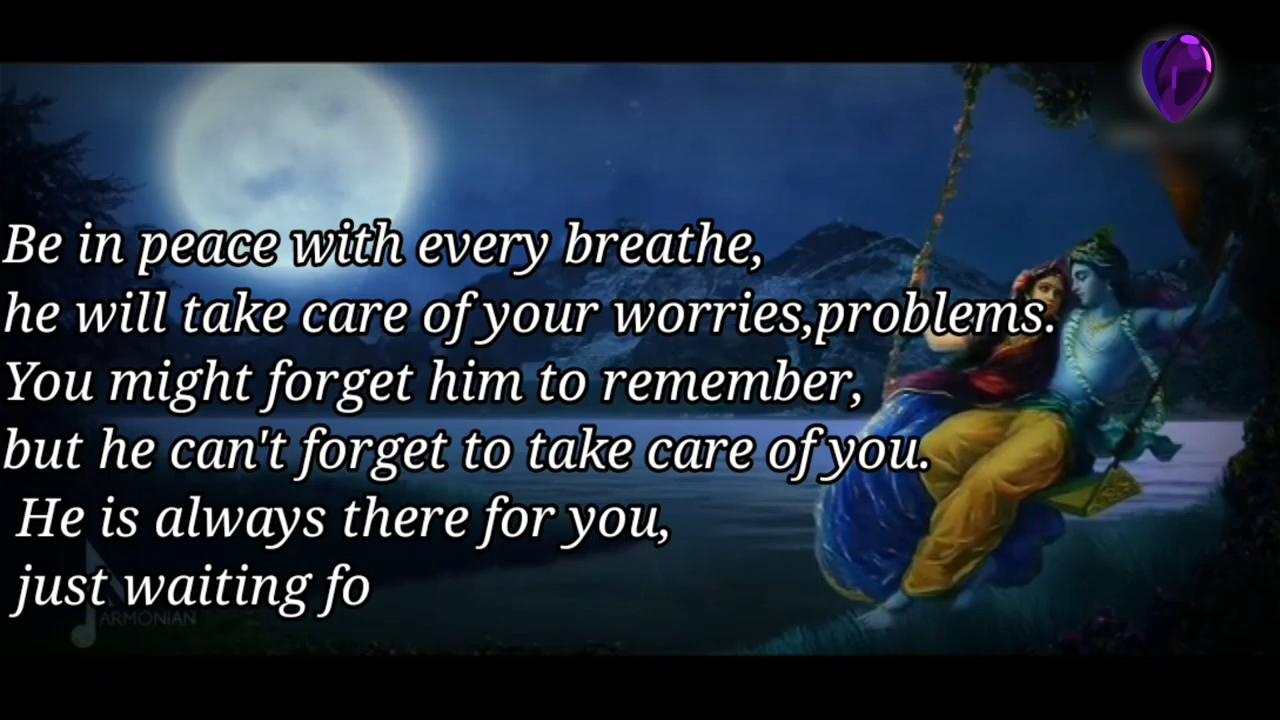 Be in peace with every breathe,
he will take care of your worries,problems.
You might forget him to remember,
but he can't forget to take care of you.
He is always there for you,
just waiting fo
ARMONIAN